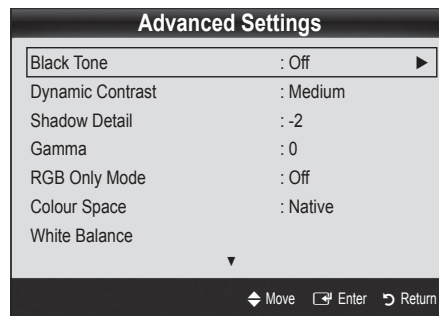 Advanced Settings
Black Tone : Off ▶
Dynamic Contrast : Medium
Shadow Detail : -2
Gamma : 0
RGB Only Mode : Off
Colour Space : Native
White Balance
▼
Move Enter Return